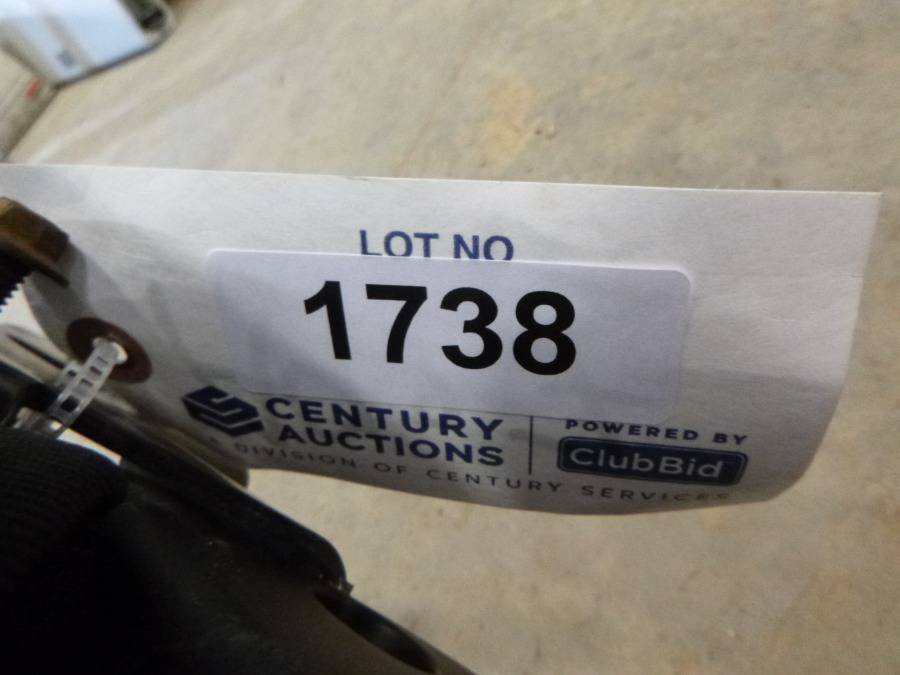 LOT NO
1738
CENTURY
AUCTIONS
A DIVISION OF CENTURY SERVICES
POWERED BY
ClubBid